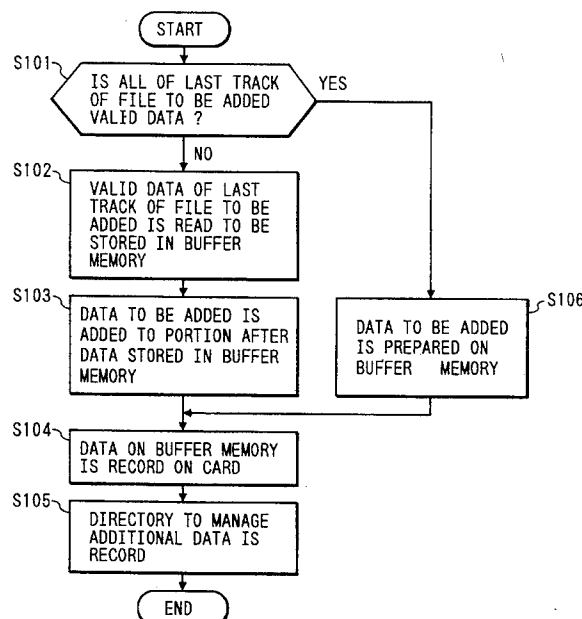 START
S101
IS ALL OF LAST TRACK
OF FILE TO BE ADDED
VALID DATA ?
YES
NO
S102
VALID DATA OF LAST
TRACK OF FILE TO BE
ADDED IS READ TO BE
STORED IN BUFFER
MEMORY
S103
DATA TO BE ADDED IS
ADDED TO PORTION AFTER
DATA STORED IN BUFFER
MEMORY
S106
DATA TO BE ADDED
IS PREPARED ON
BUFFER MEMORY
S104
DATA ON BUFFER MEMORY
IS RECORD ON CARD
S105
DIRECTORY TO MANAGE
ADDITIONAL DATA IS
RECORD
END